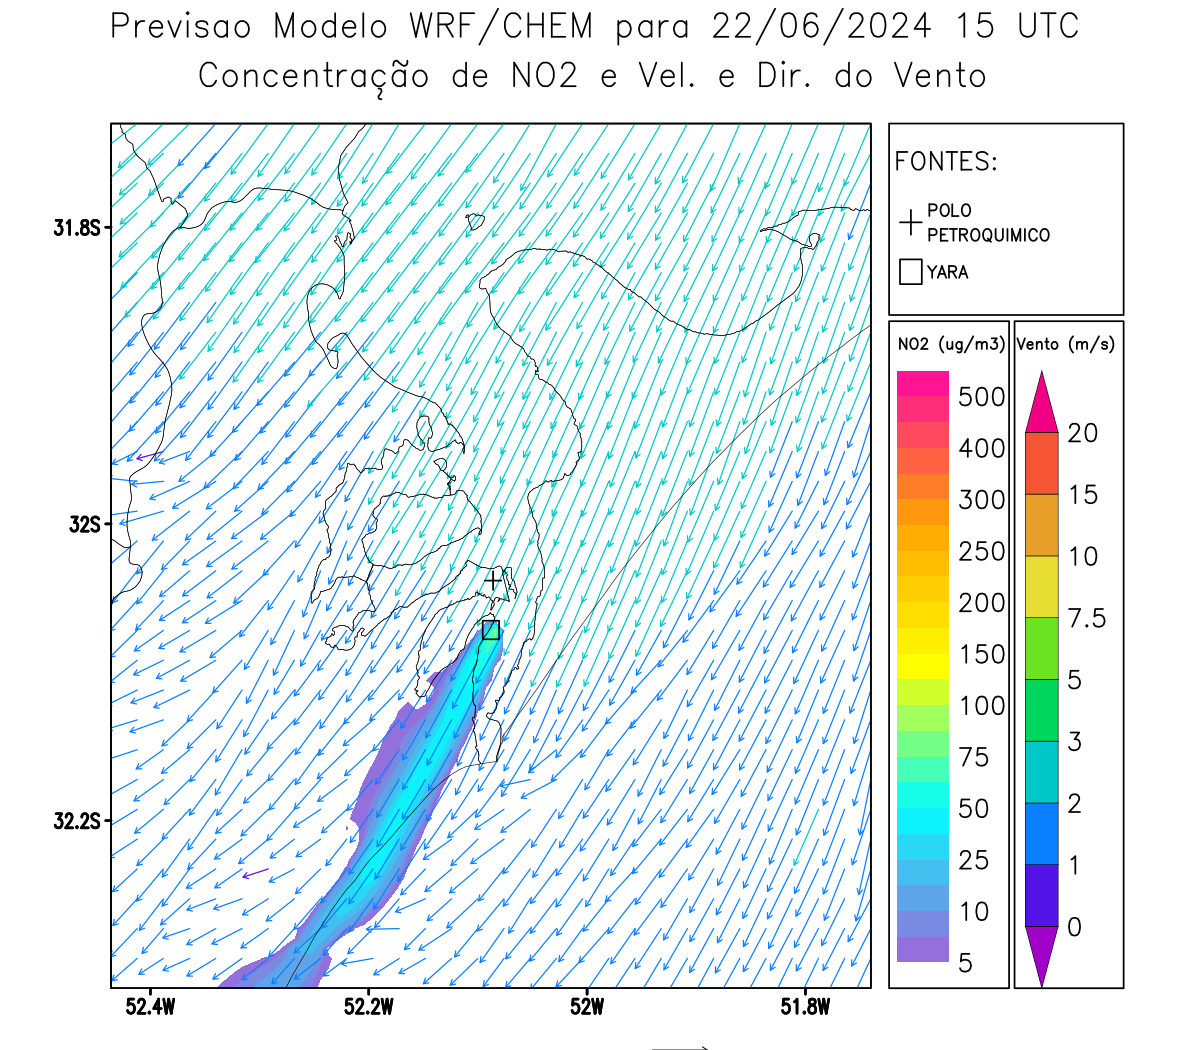 Previsao Modelo WRF/CHEM para 22/06/2024 15 UTC
Concentração de NO2 e Vel. e Dir. do Vento
FONTES:
POLO
PETROQUIMICO
YARA
NO2 (ug/m3)
500
400
300
250
200
150
100
75
50
25
10
5
Vento (m/s)
20
15
10
7.5
5
3
2
1
0
31.8S
32S
32.2S
52.4W
52.2W
52W
51.8W